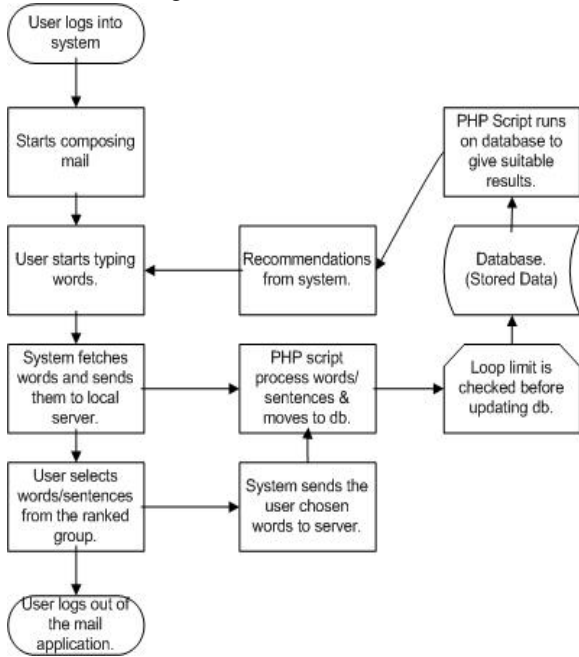 User logs into
system
Starts composing
mail
PHP Script runs
on database to
give suitable
results.
User starts typing
words.
Recommendations
from system.
Database.
(Stored Data)
System fetches
words and sends
them to local
server.
PHP script
process words/
sentences &
moves to db.
Loop limit is
checked before
updating db.
User selects
words/sentences
from the ranked
group.
System sends the
user chosen
words to server.
User logs out of
the mail
application.